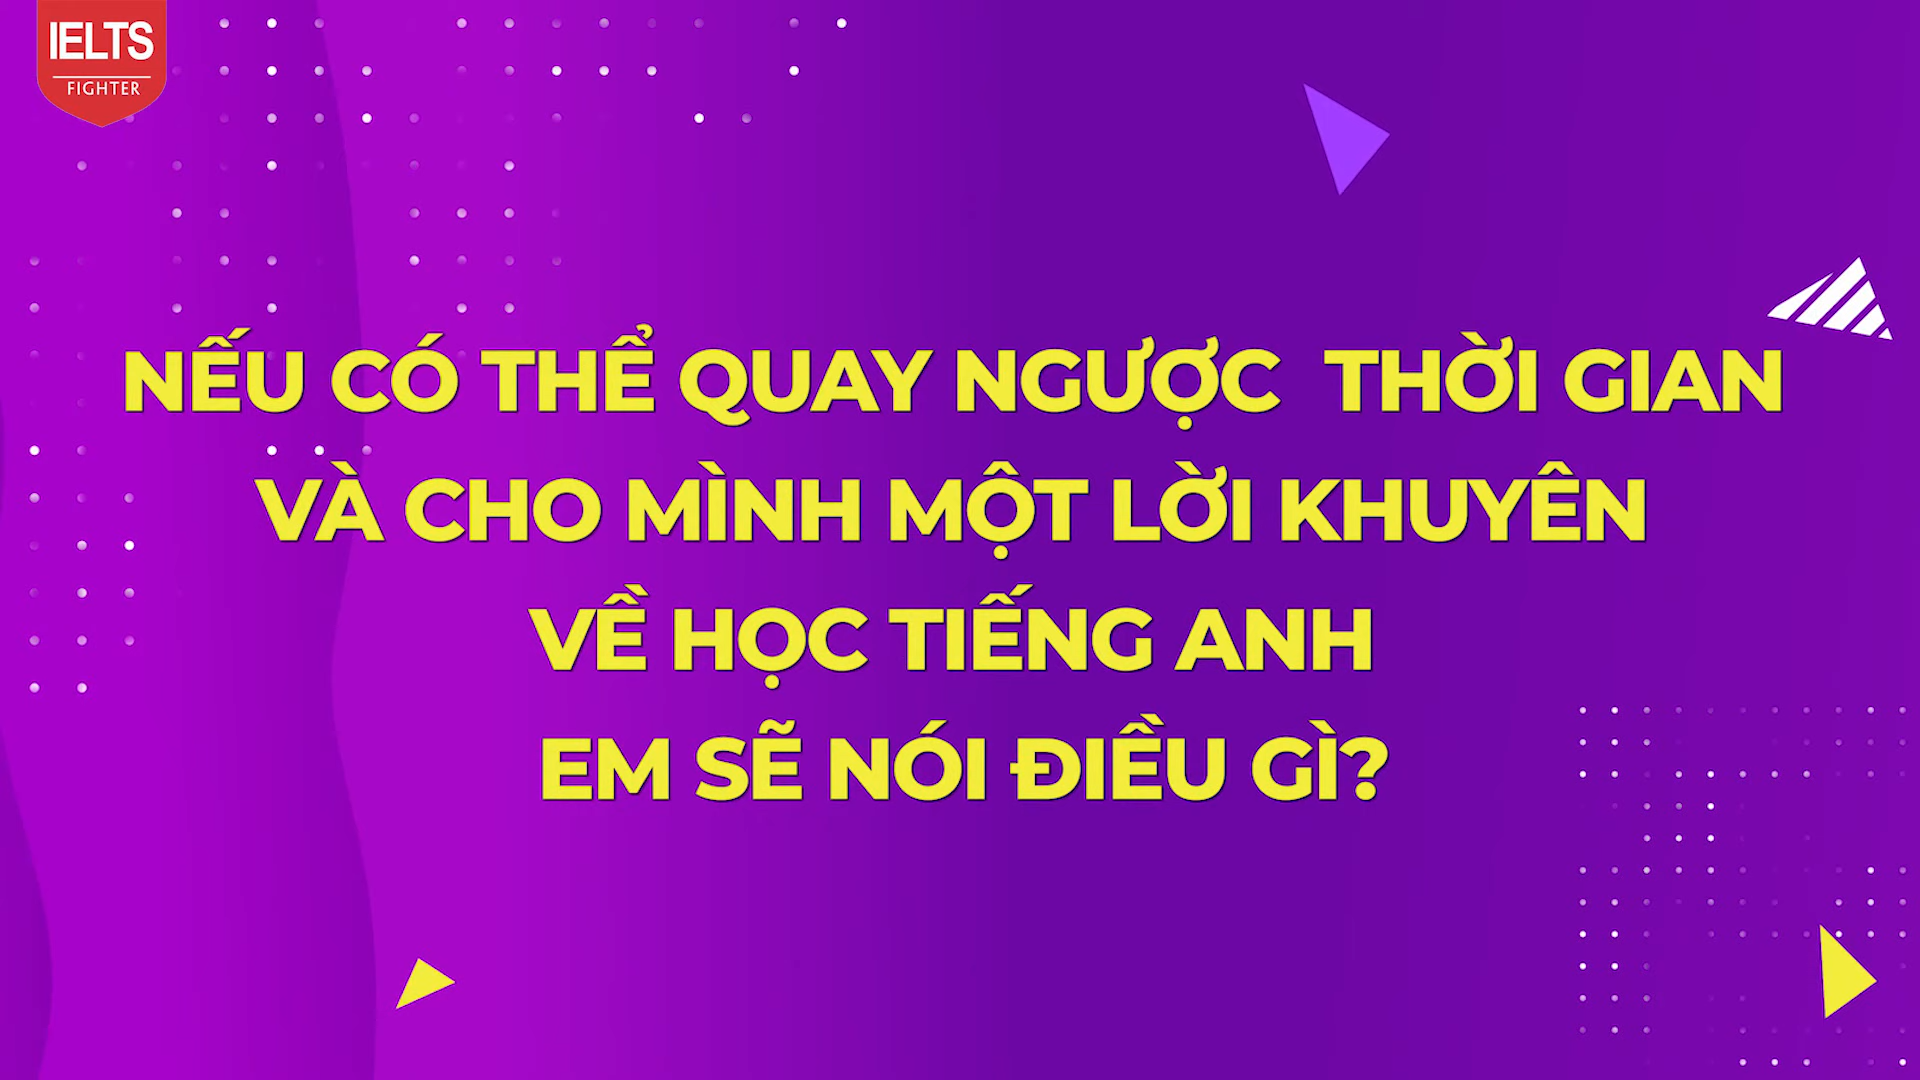 IELTS
FIGHTER
NẾU CÓ THỂ QUAY NGƯỢC THỜI GIAN
VÀ CHO MÌNH MỘT LỜI KHUYÊN
VỀ HỌC TIẾNG ANH
EM SẼ NÓI ĐIỀU GÌ?